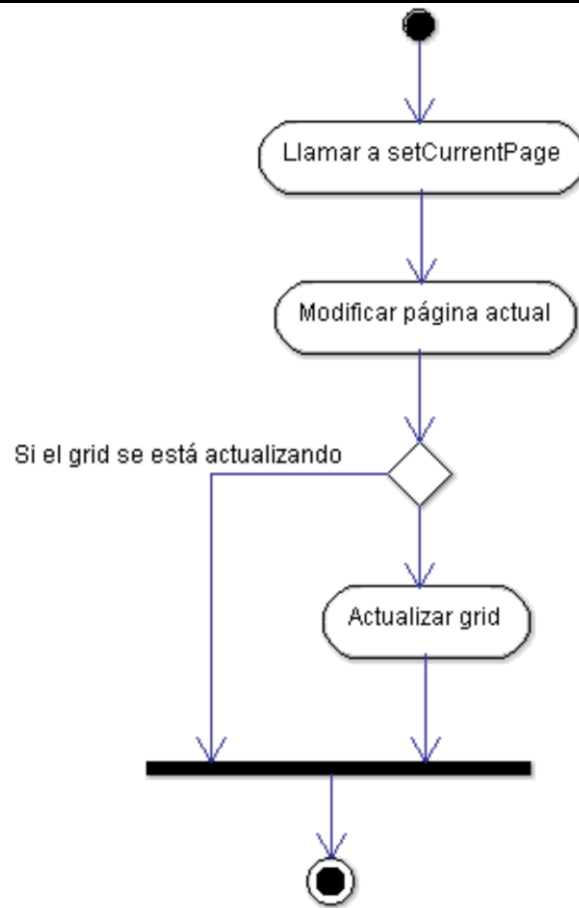 Llamar a setCurrentPage
Modificar página actual
Si el grid se está actualizando
Actualizar grid